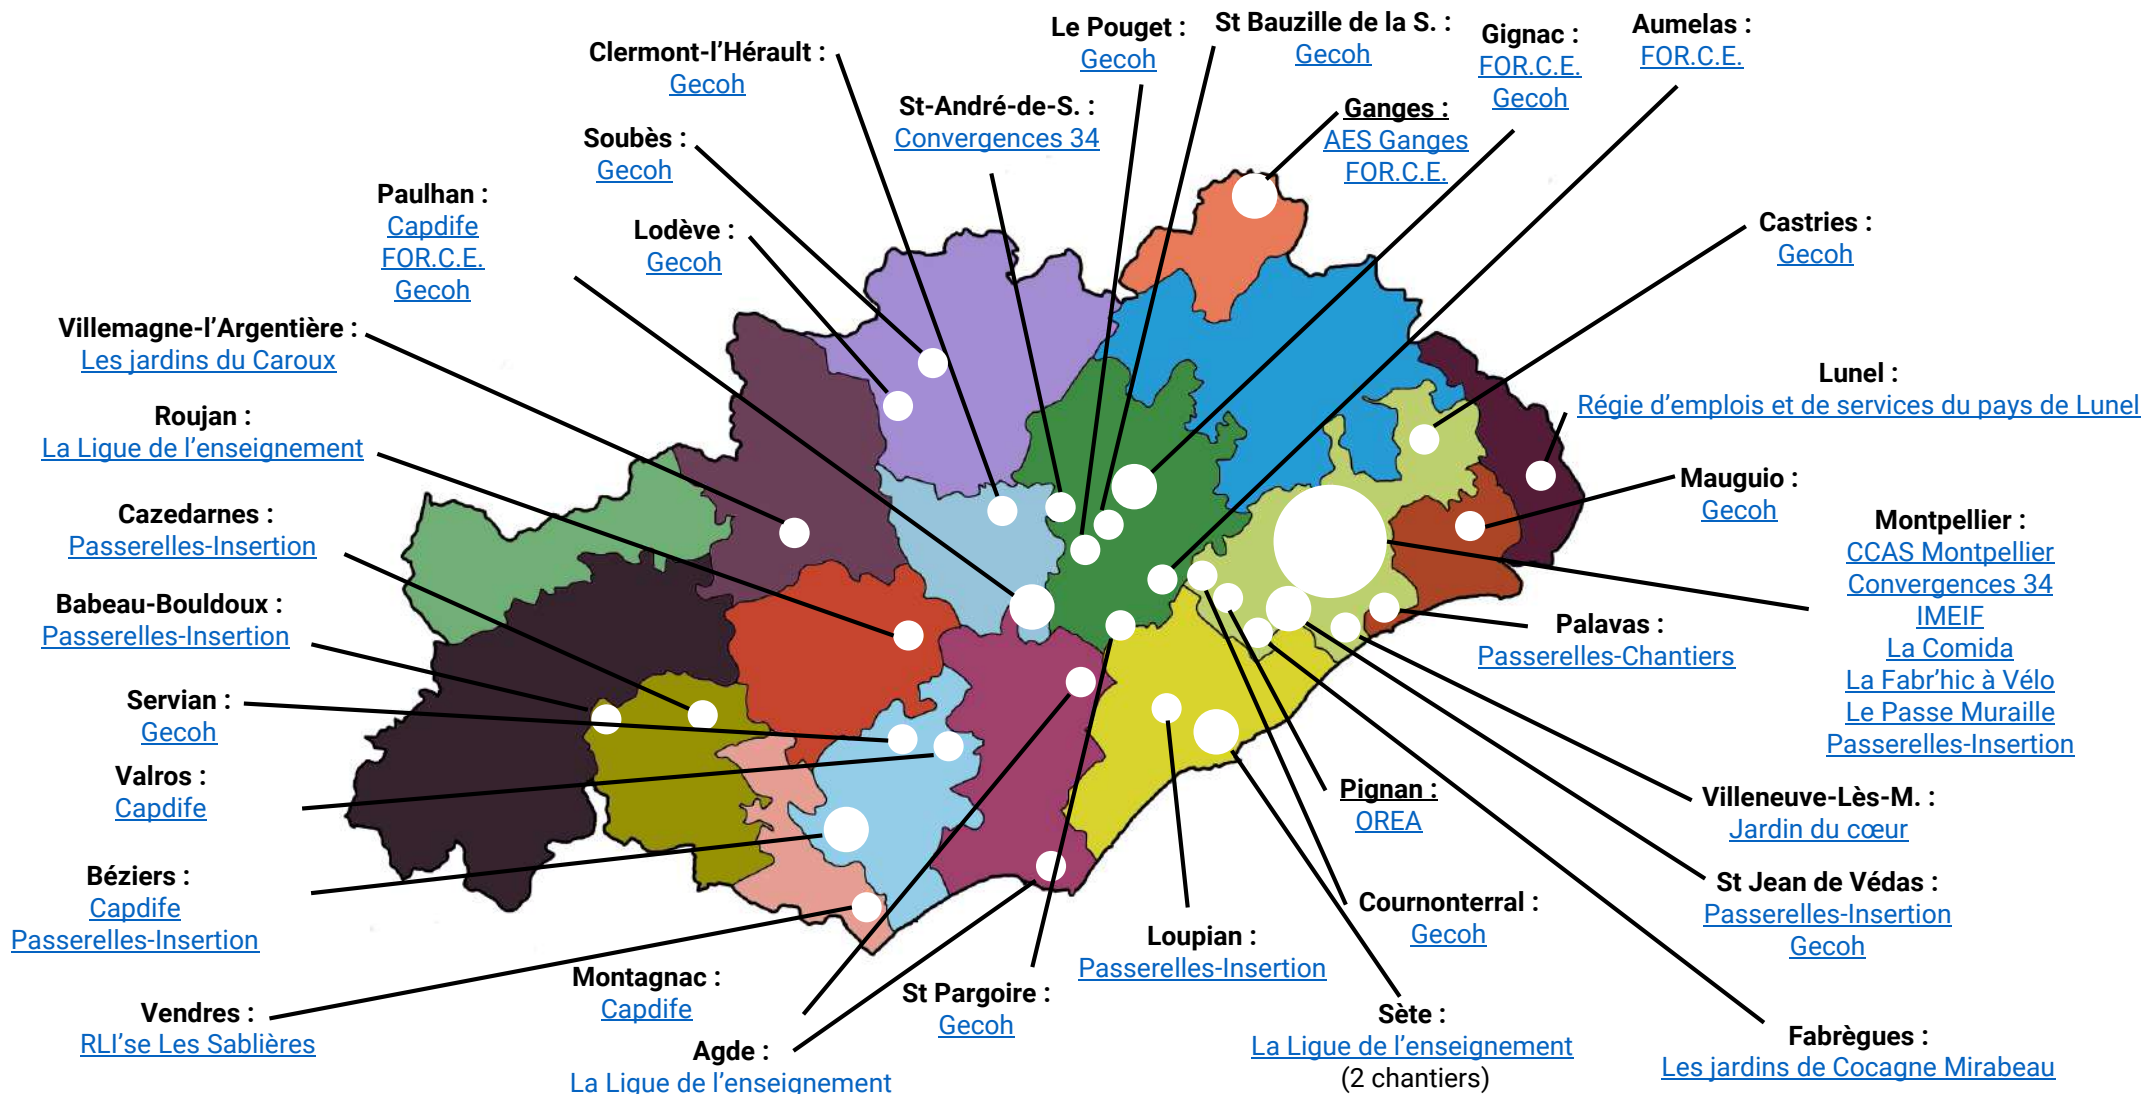 Clermont-l'Hérault :
Gecoh
Le Pouget :
Gecoh
St Bauzille de la S. :
Gecoh
Gignac :
FOR.C.E.
Gecoh
Aumelas :
FOR.C.E.
St-André-de-S. :
Convergences 34
Ganges :
AES Ganges
FOR.C.E.
Soubès :
Gecoh
Paulhan :
Capdife
FOR.C.E.
Gecoh
Lodève :
Gecoh
Castries :
Gecoh
Villemagne-l'Argentière :
Les jardins du Caroux
Roujan :
La Ligue de l'enseignement
Lunel :
Régie d'emplois et de services du pays de Lunel
Mauguio :
Gecoh
Cazedarnes :
Passerelles-Insertion
Montpellier :
CCAS Montpellier
Convergences 34
IMEIF
La Comida
La Fabr'hic à Vélo
Le Passe Muraille
Passerelles-Insertion
Babeau-Bouldoux :
Passerelles-Insertion
Palavas :
Passerelles-Chantiers
Servian :
Gecoh
Valros :
Capdife
Pignan :
OREA
Villeneuve-Lès-M. :
Jardin du cœur
Béziers :
Capdife
Passerelles-Insertion
St Jean de Védas :
Passerelles-Insertion
Gecoh
Cournonterral :
Gecoh
Loupian :
Passerelles-Insertion
Montagnac :
Capdife
St Pargoire :
Gecoh
Vendres :
RLI'se Les Sablières
Sète :
La Ligue de l'enseignement
(2 chantiers)
Fabrègues :
Les jardins de Cocagne Mirabeau
Agde :
La Ligue de l'enseignement